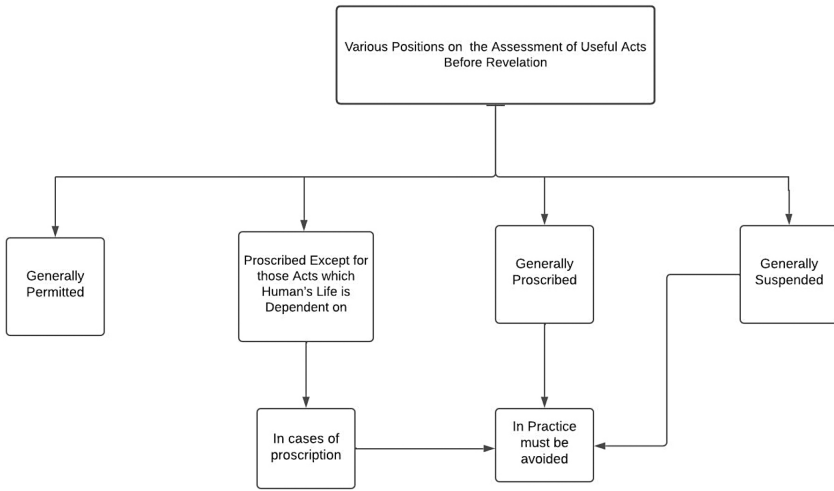 Various Positions on the Assessment of Useful Acts
Before Revelation
Generally
Permitted
Proscribed Except for
those Acts which
Human's Life is
Dependent on
Generally
Proscribed
Generally
Suspended
In cases of
proscription
In Practice
must be
avoided